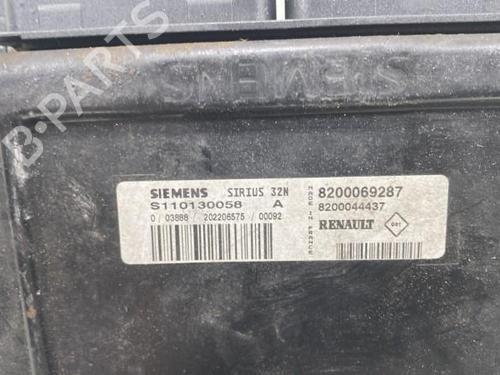 B-PARTS
SIEMENS
SIEMENS SIRIUS 32N
S110130058 A
0 / 03888 / 202206575 / 00092
MADE IN FRANCE
8200069287
8200044437
RENAULT